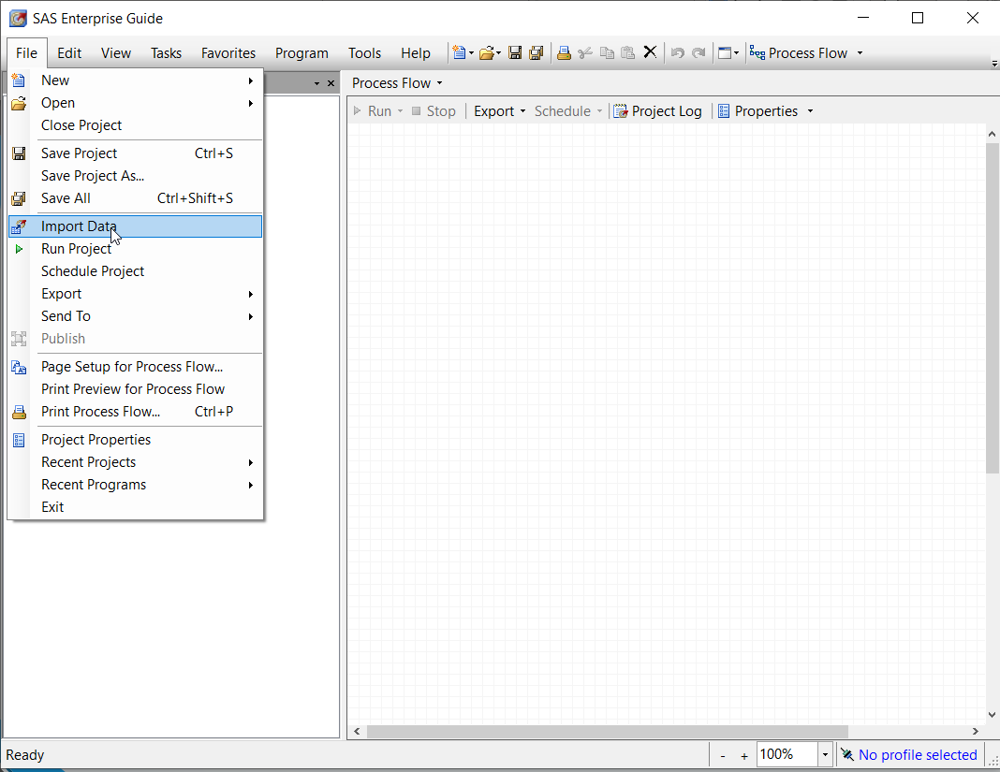 SAS Enterprise Guide
File Edit View Tasks Favorites Program Tools Help Process Flow
New
Open
Close Project
Save Project Ctrl+S
Save Project As...
Save All Ctrl+Shift+S
Import Data
Run Project
Schedule Project
Export
Send To
Publish
Page Setup for Process Flow...
Print Preview for Process Flow
Print Process Flow... Ctrl+P
Project Properties
Recent Projects
Recent Programs
Exit
Process Flow
Run Stop Export Schedule Project Log Properties
Ready - + 100% No profile selected